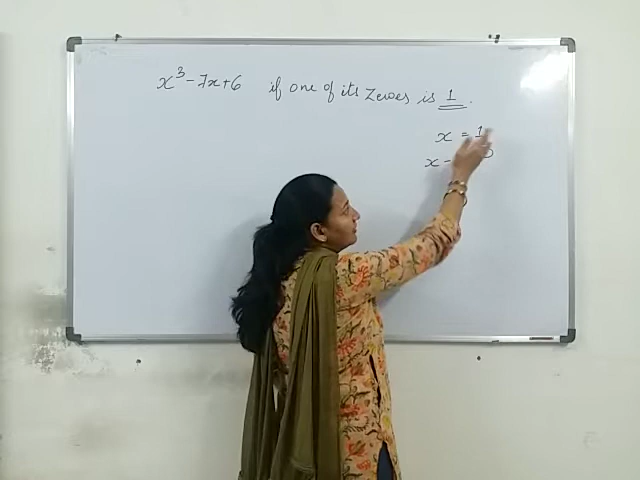 x³ - 7x + 6 if one of its zeroes is 1.
x = 1
x -